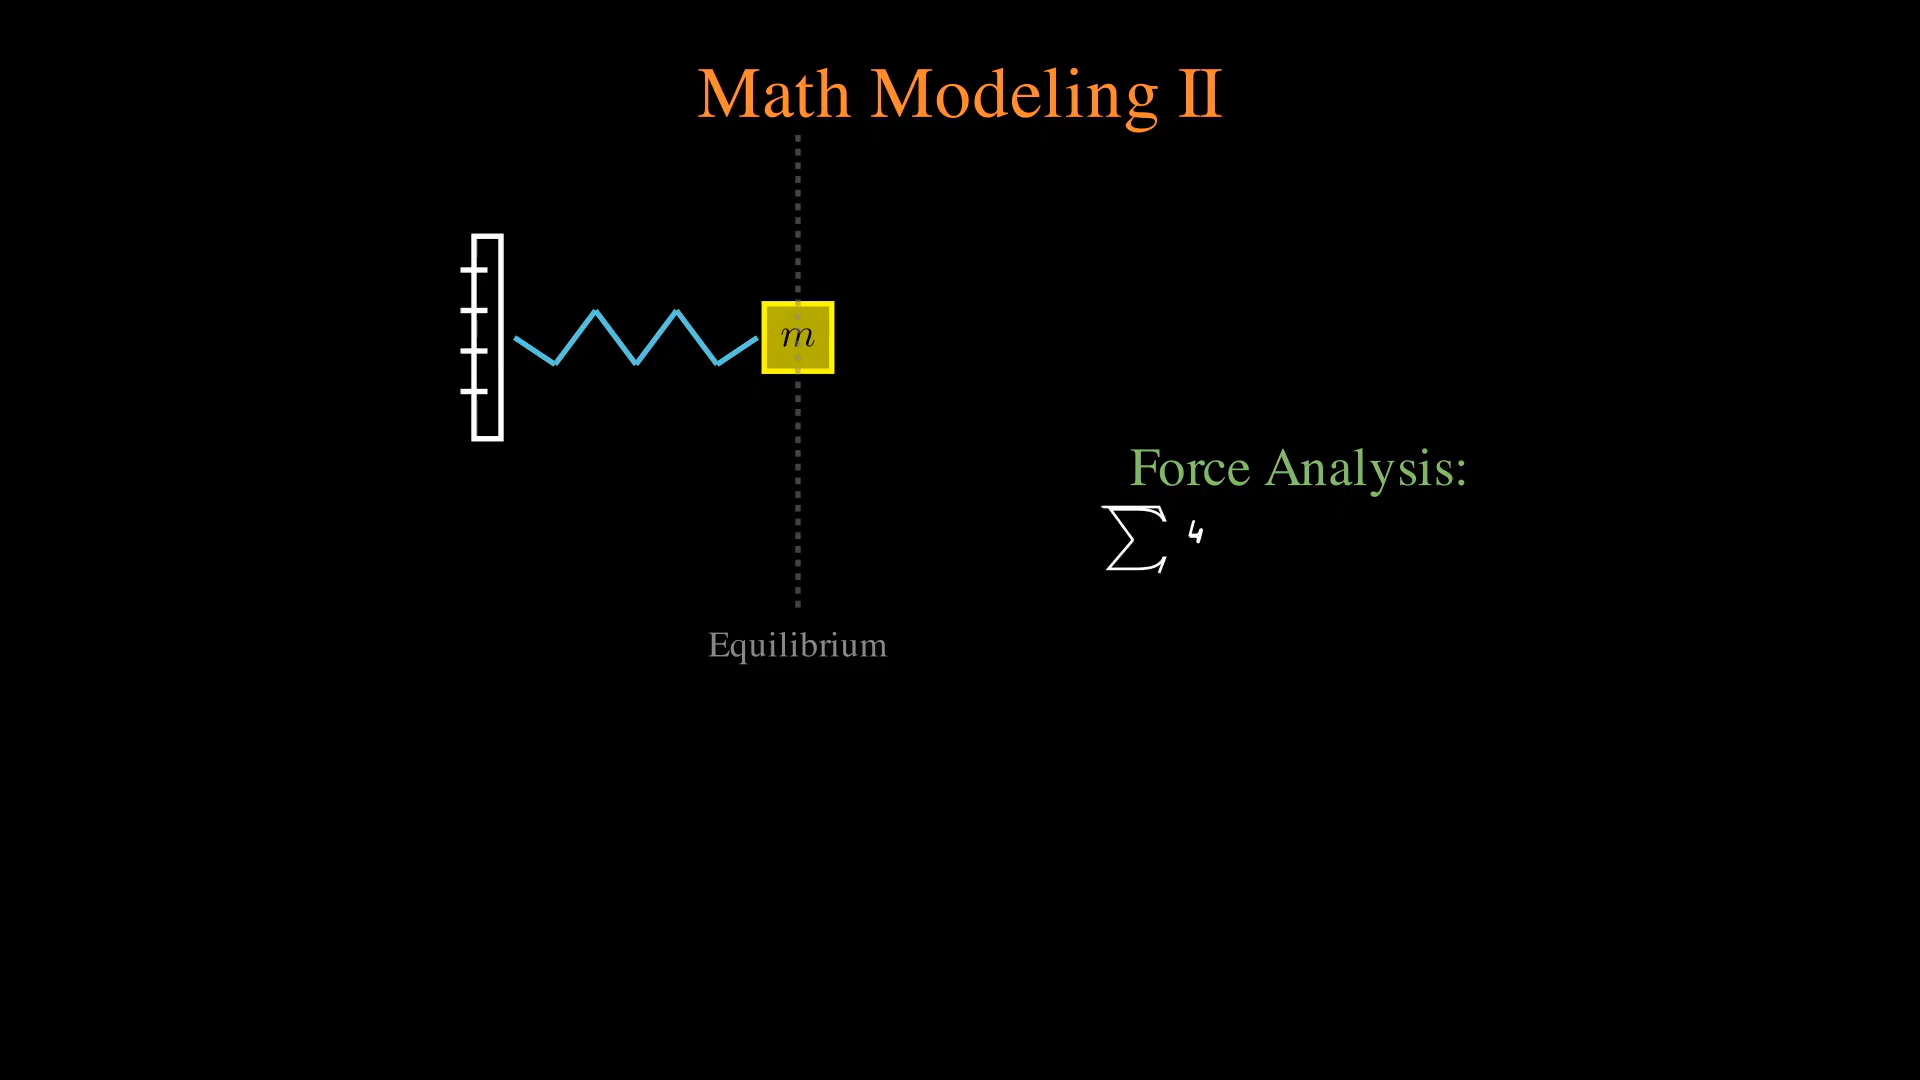 Math Modeling II
m
Force Analysis:
∑
Equilibrium